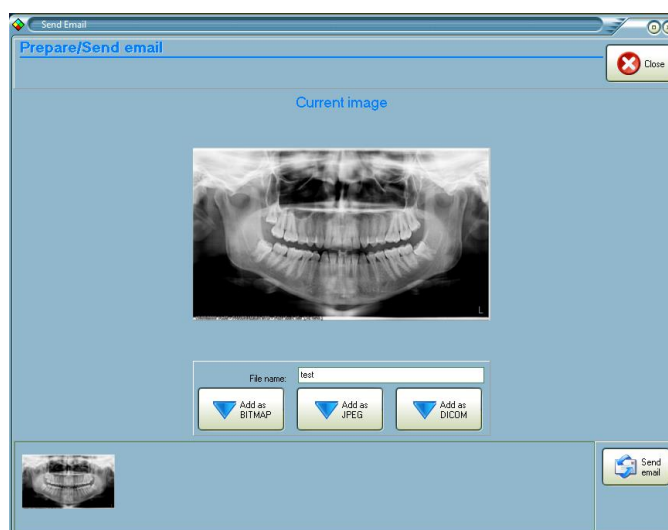 Send Email
Prepare/Send email
Close
Current image
L
File name:
test
Add as
BITMAP
Add as
JPEG
Add as
DICOM
Send
email